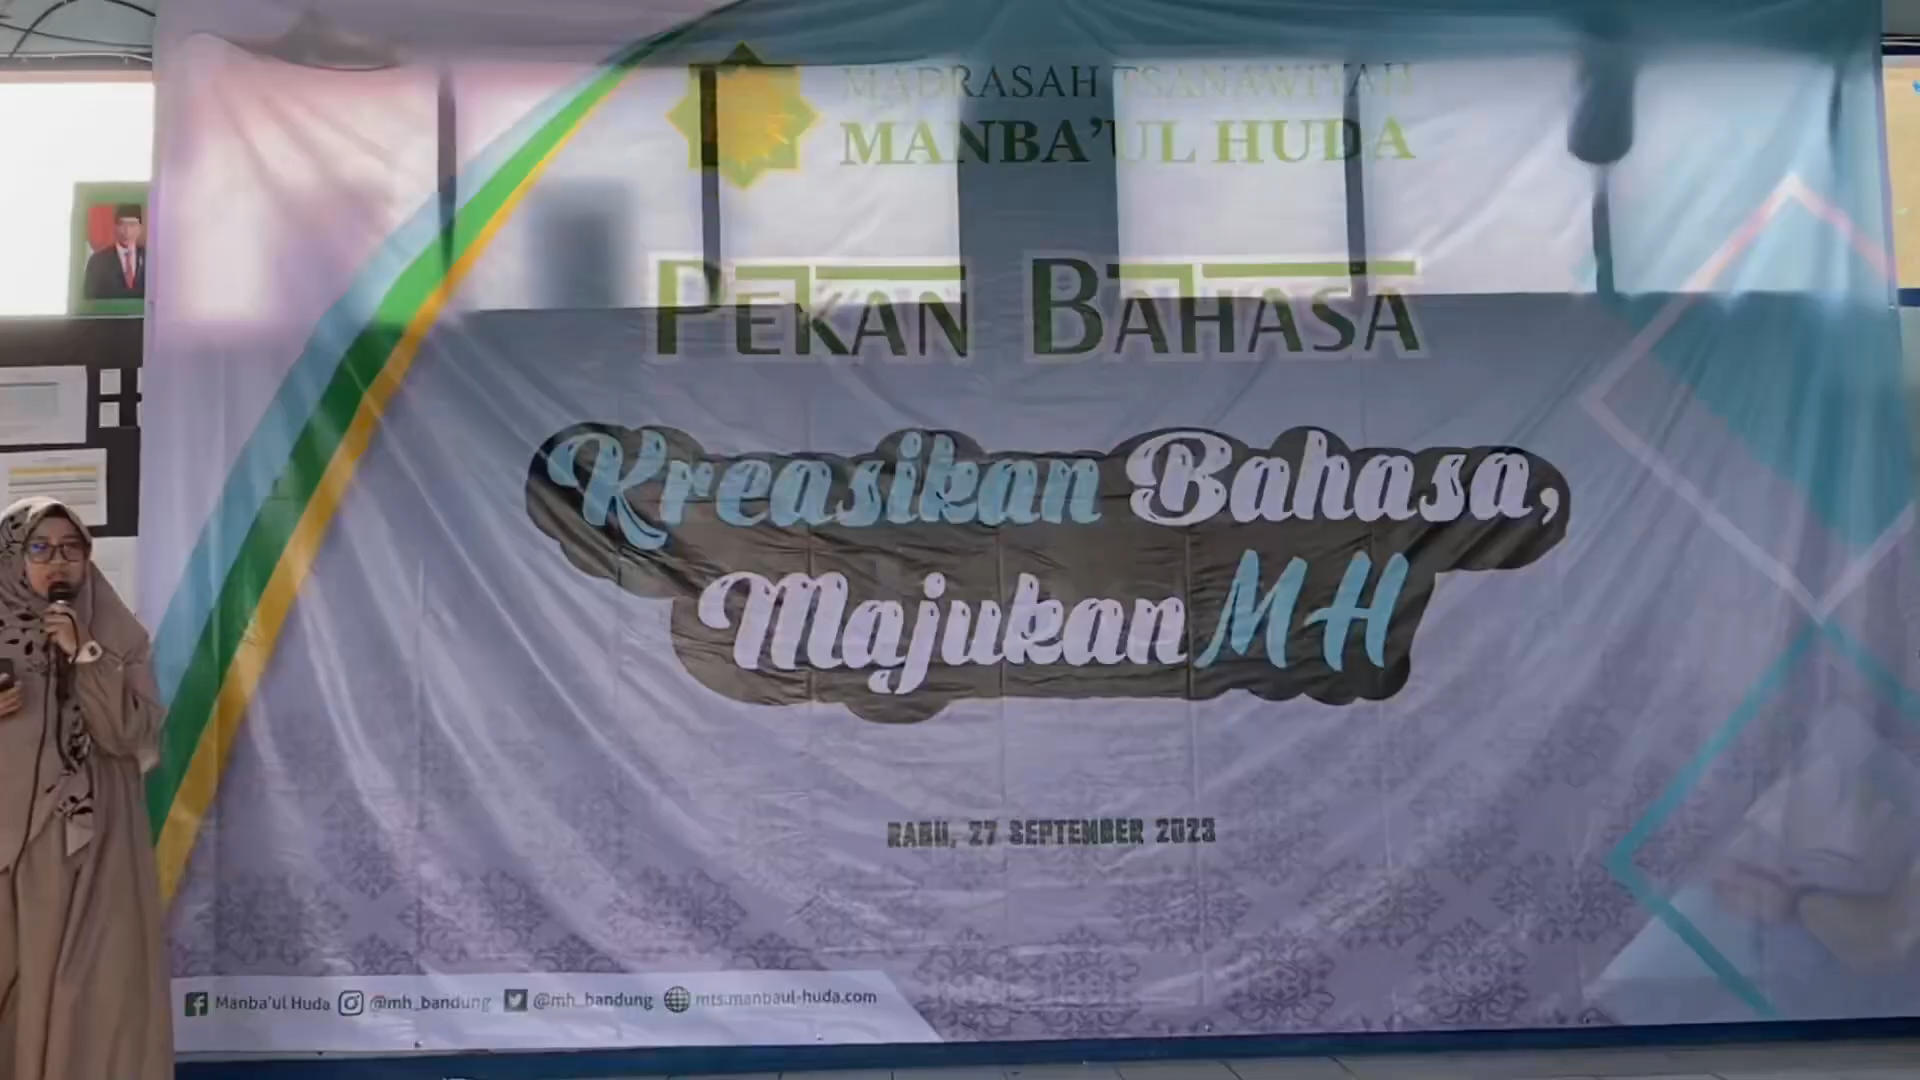 MADRASAH TSANAWIYAH
MANBA'UL HUDA
PEKAN BAHASA
Kreasikan Bahasa,
Majukan MH
RABU, 27 SEPTEMBER 2023
Manba'ul Huda @mh_bandung @mh_bandung mts.manbaul-huda.com